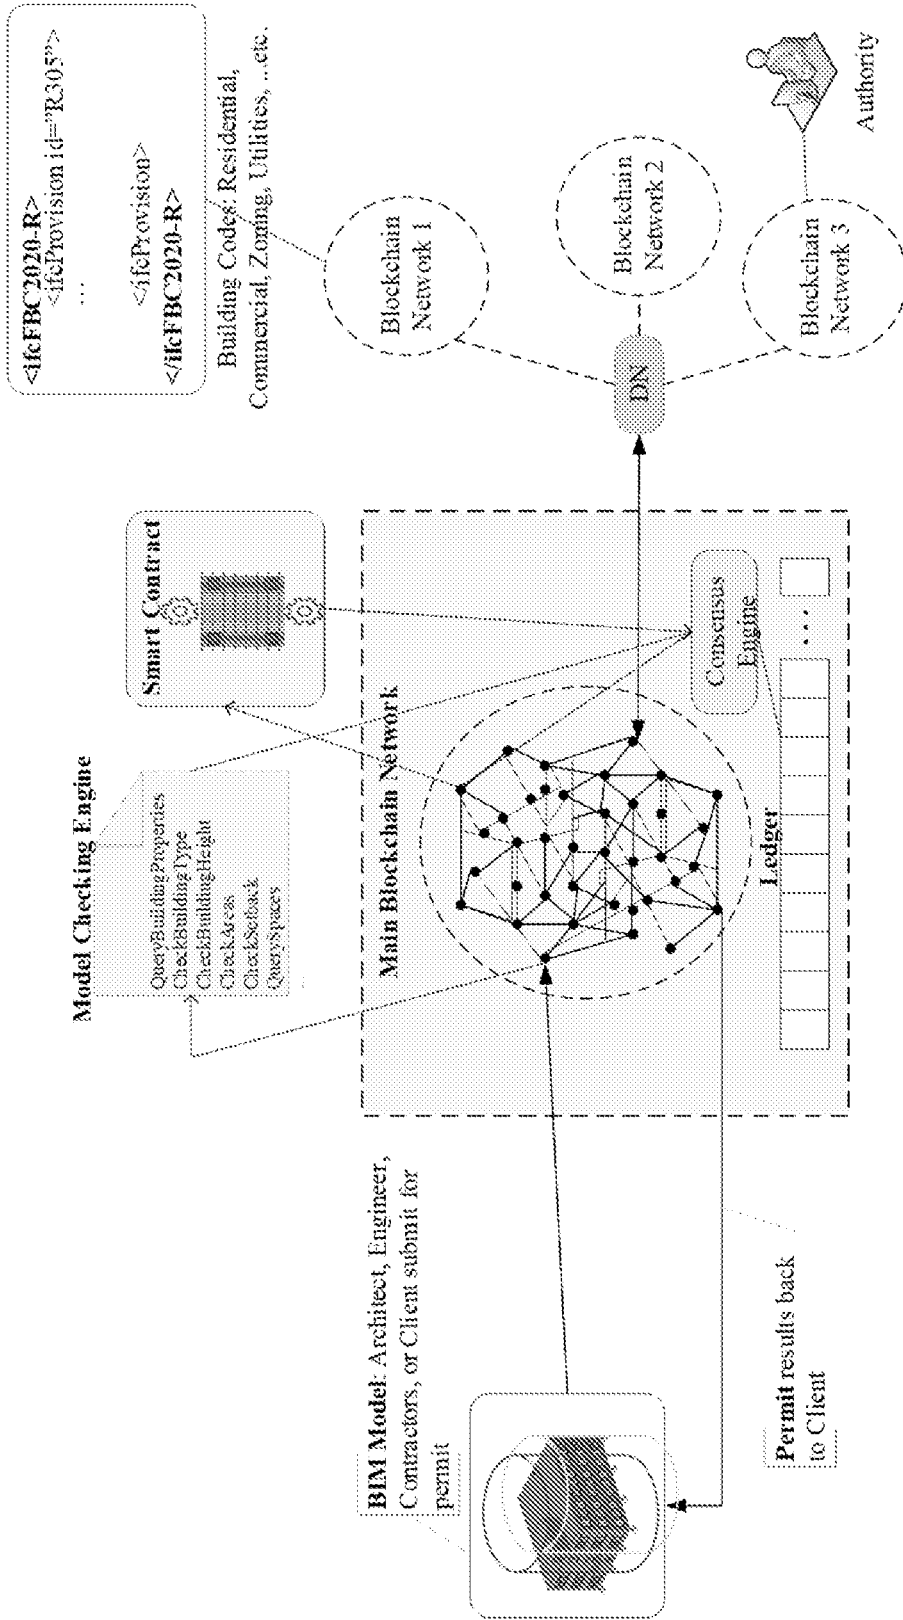 BIM Model: Architect, Engineer,
Contractors, or Client submit for
permit
Permit results back
to Client
Model Checking Engine
QueryBuildingProperties
CheckBuildingType
CheckBuildingHeight
CheckAreas
CheckSetback
QuerySpaces
Smart Contract
Main Blockchain Network
Consensus
Engine
Ledger
...
DN
<ifcFBC2020-R>
<ifcProvision id="R305">
...
<ifcProvision>
</ifcFBC2020-R>
Building Codes: Residential,
Commercial, Zoning, Utilities, ...etc.
Blockchain
Network 1
Blockchain
Network 2
Blockchain
Network 3
Authority